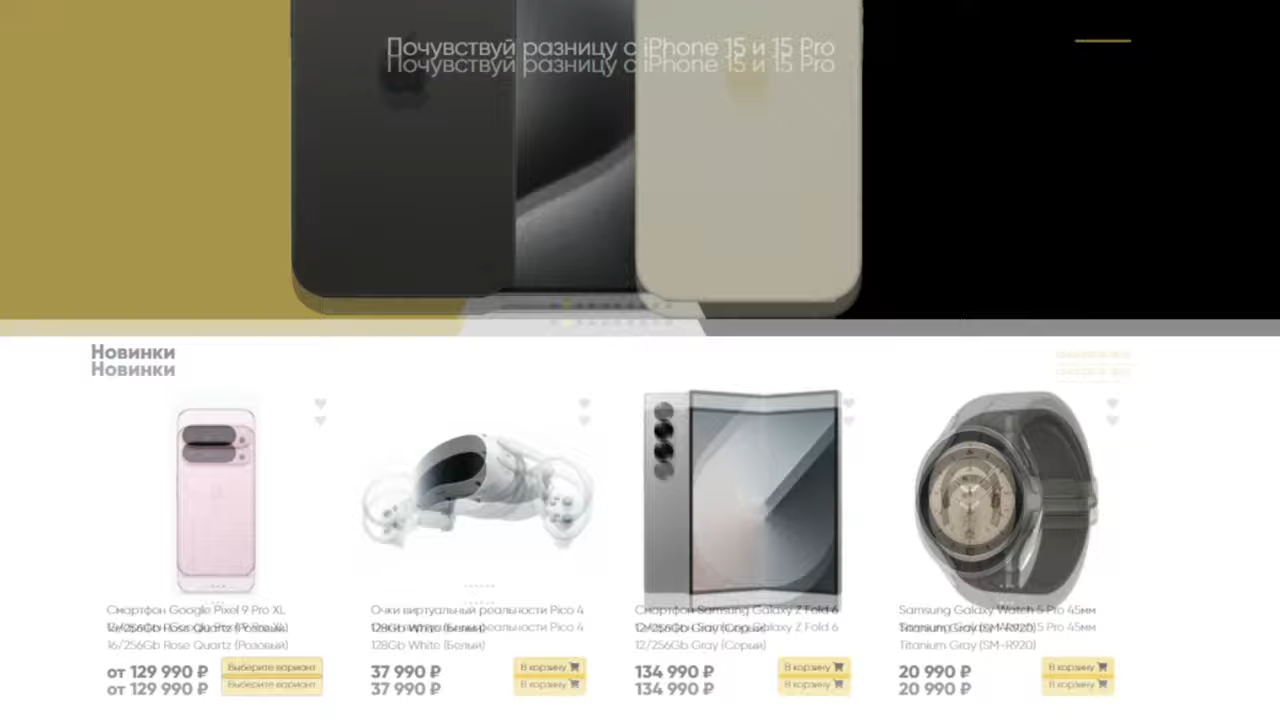 Почувствуй разницу с iPhone 15 и 15 Pro
Новинки
Смартфон Google Pixel 9 Pro XL
16/256Gb Rose Quartz (Розовый)
от 129 990 ₽
Выберите вариант
Очки виртуальный реальности Pico 4
128Gb White (Белый)
37 990 ₽
В корзину
Смартфон Samsung Galaxy Z Fold 6
12/256Gb Gray (Серый)
134 990 ₽
В корзину
Samsung Galaxy Watch 5 Pro 45мм
Titanium Gray (SM-R920)
20 990 ₽
В корзину